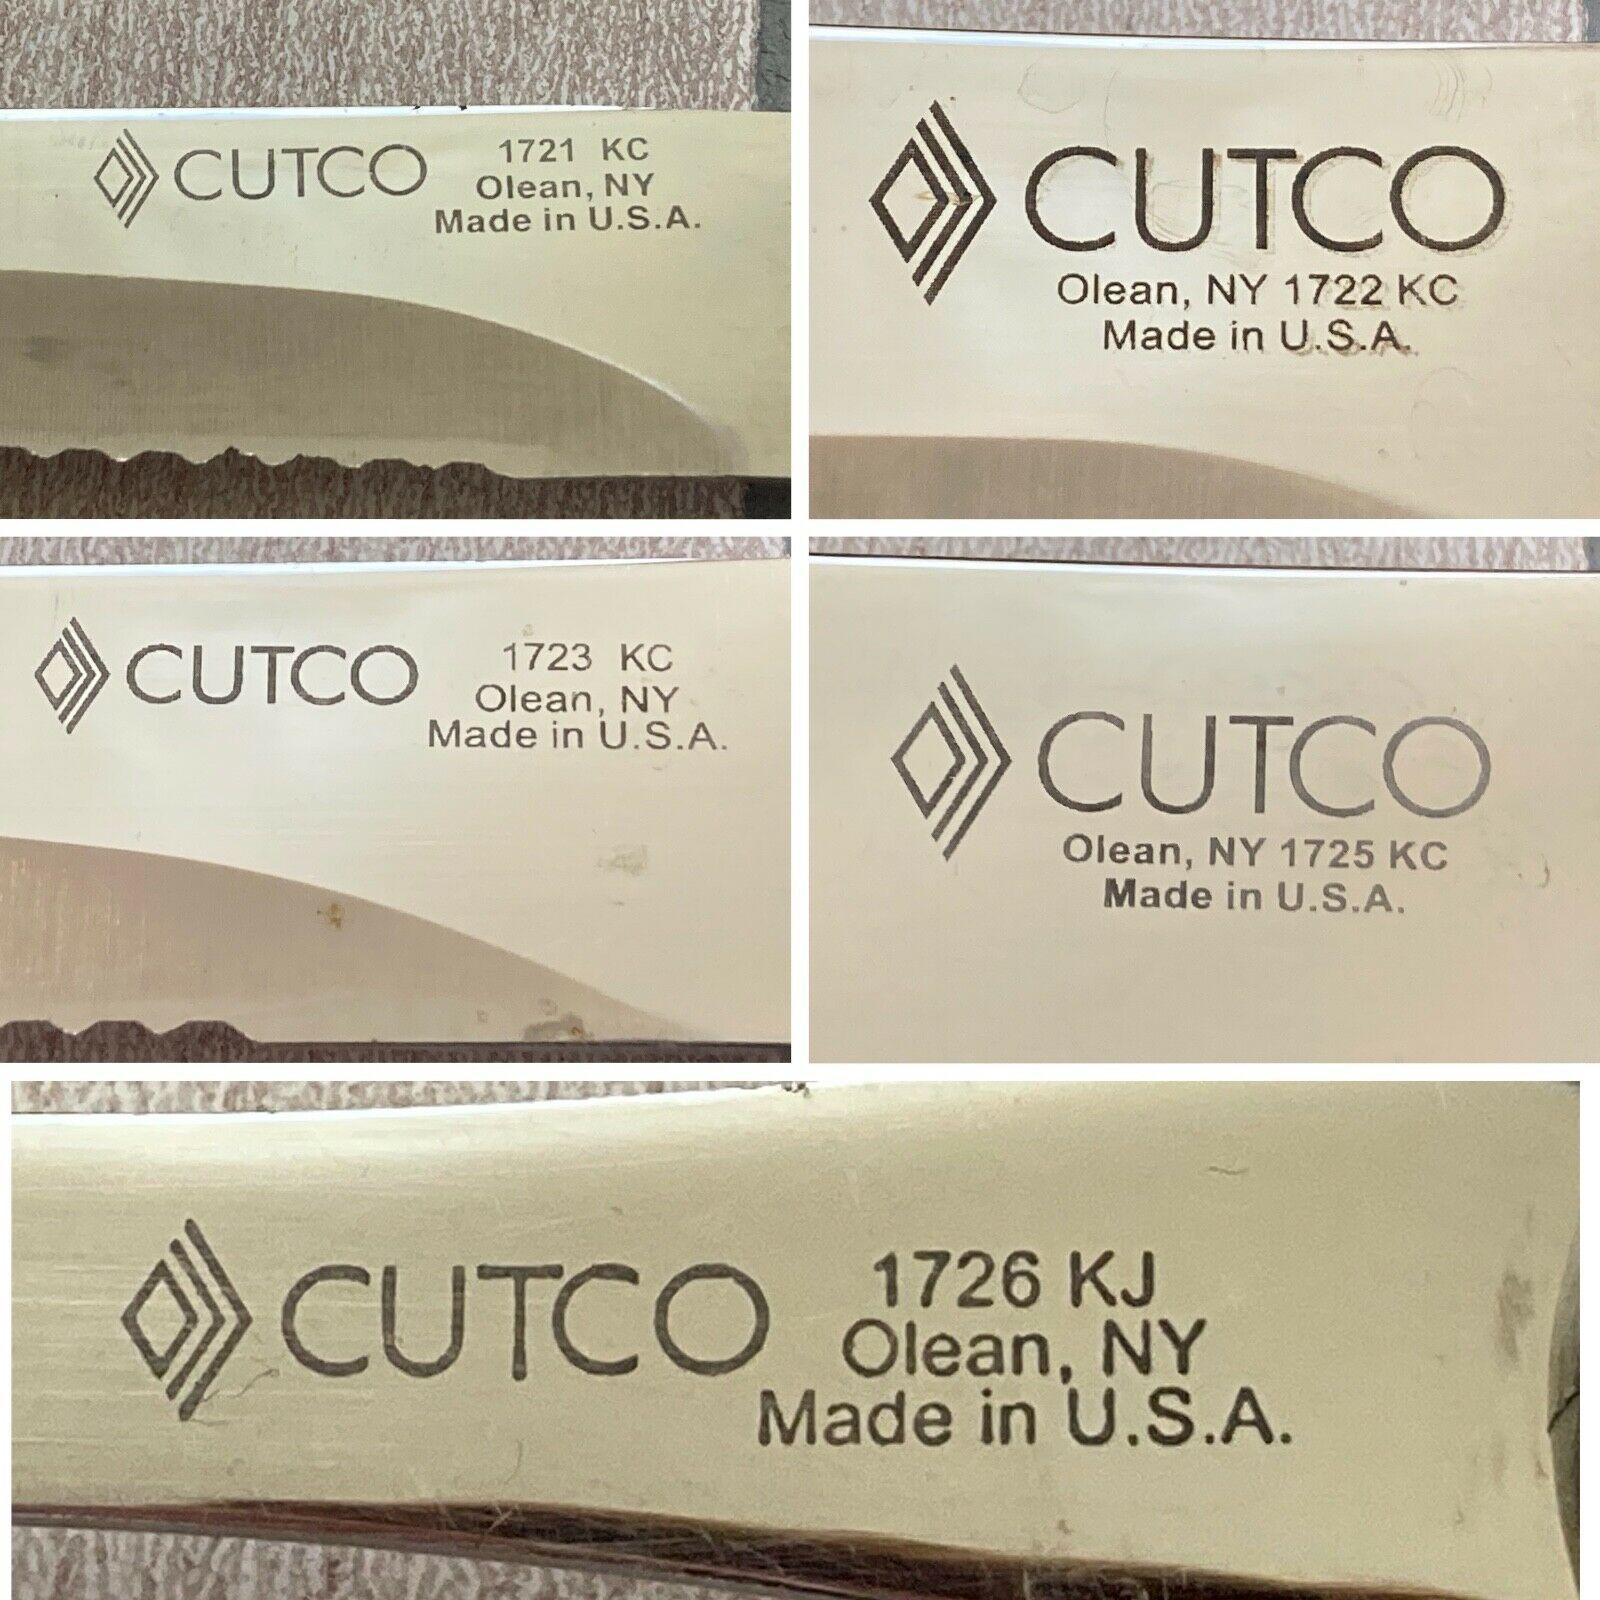 CUTCO
1721 KC
Olean, NY
Made in U.S.A.
CUTCO
Olean, NY 1722 KC
Made in U.S.A.
CUTCO
1723 KC
Olean, NY
Made in U.S.A.
CUTCO
Olean, NY 1725 KC
Made in U.S.A.
CUTCO
1726 KJ
Olean, NY
Made in U.S.A.